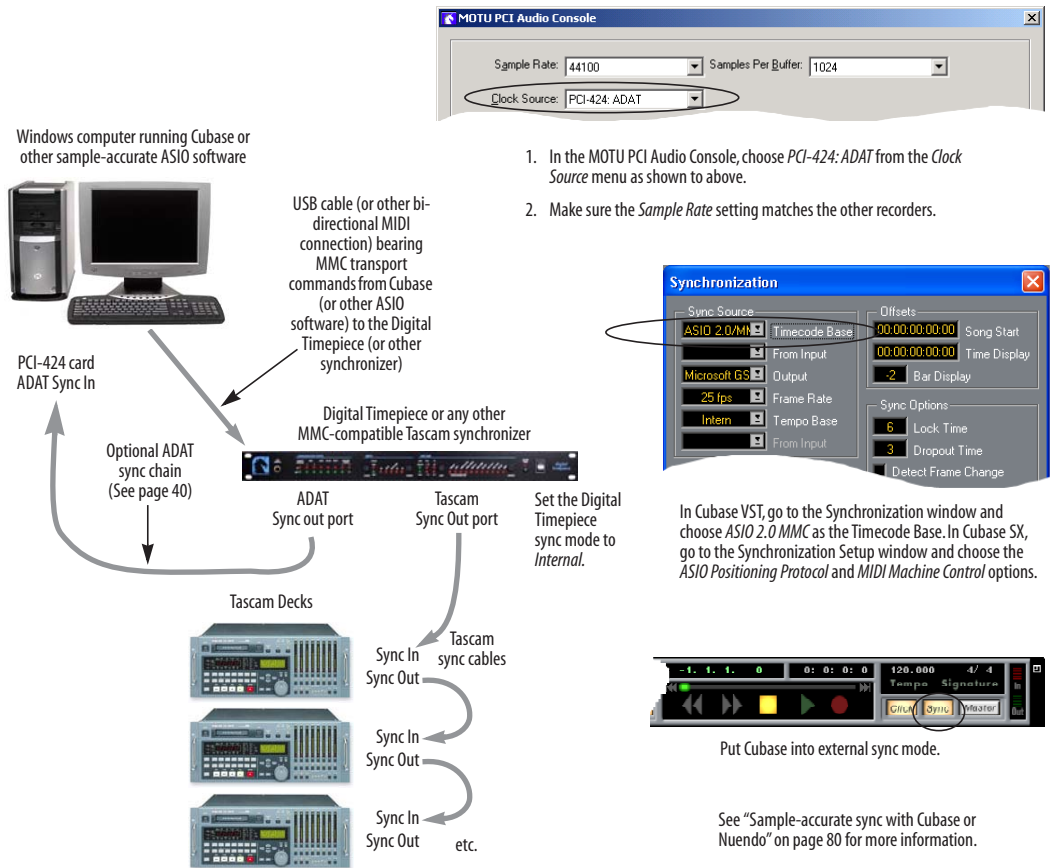 MOTU PCI Audio Console
Sample Rate: 44100
Samples Per Buffer: 1024
Clock Source: PCI-424: ADAT
1. In the MOTU PCI Audio Console, choose PCI-424: ADAT from the Clock
Source menu as shown to above.
2. Make sure the Sample Rate setting matches the other recorders.
Windows computer running Cubase or
other sample-accurate ASIO software
USB cable (or other bi-
directional MIDI
connection) bearing
MMC transport
commands from Cubase
(or other ASIO
software) to the Digital
Timepiece (or other
synchronizer)
PCI-424 card
ADAT Sync In
Optional ADAT
sync chain
(See page 40)
Digital Timepiece or any other
MMC-compatible Tascam synchronizer
ADAT
Sync out port
Tascam
Sync Out port
Set the Digital
Timepiece
sync mode to
Internal.
Tascam Decks
Tascam
sync cables
Sync In
Sync Out
Sync In
Sync Out
Sync In
Sync Out
etc.
Synchronization
Sync Source
ASIO 2.0/MM Timecode Base
From Input
Microsoft GS Output
25 fps Frame Rate
Intern Tempo Base
From Input
Offsets
00:00:00:00:00 Song Start
00:00:00:00:00 Time Display
-2 Bar Display
Sync Options
6 Lock Time
3 Dropout Time
Detect Frame Change
In Cubase VST, go to the Synchronization window and
choose ASIO 2.0 MMC as the Timecode Base. In Cubase SX,
go to the Synchronization Setup window and choose the
ASIO Positioning Protocol and MIDI Machine Control options.
-1. 1. 1. 0
0: 0: 0: 0
120.000 4/ 4
Tempo Signature
Click Sync Master
In
Out
Put Cubase into external sync mode.
See “Sample-accurate sync with Cubase or
Nuendo” on page 80 for more information.